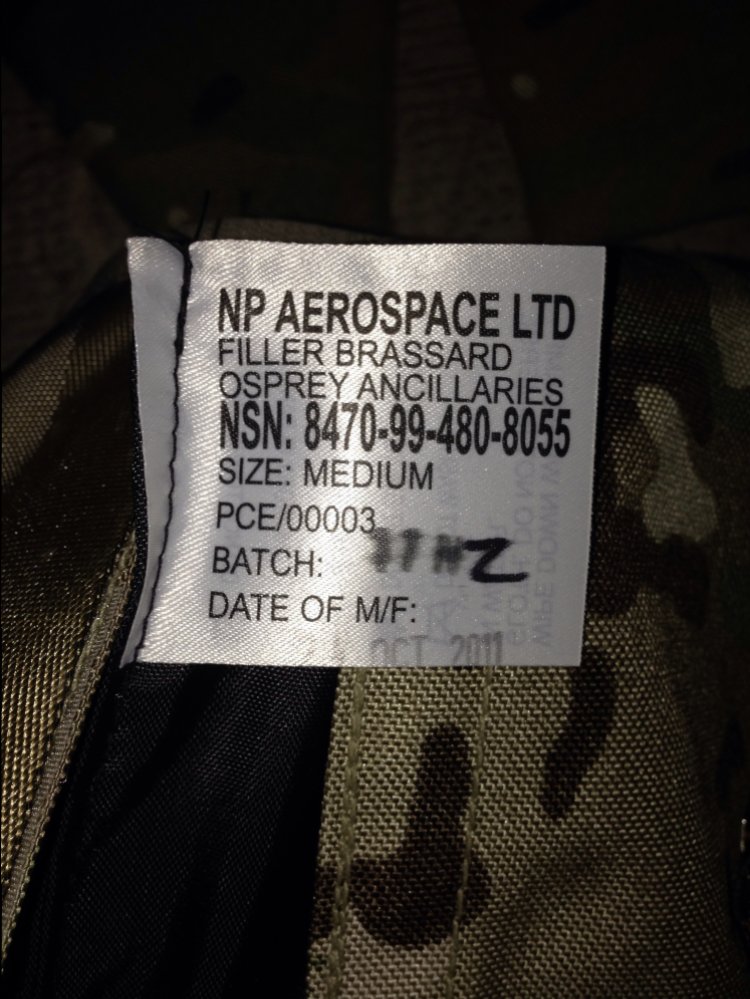 NP AEROSPACE LTD
FILLER BRASSARD
OSPREY ANCILLARIES
NSN: 8470-99-480-8055
SIZE: MEDIUM
PCE/00003
BATCH:
DATE OF M/F:
OCT 2011